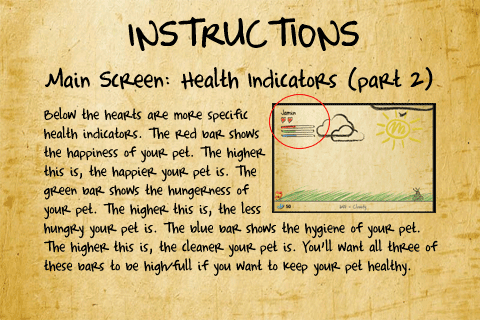 INSTRUCTIONS
Main Screen: Health Indicators (part 2)
Below the hearts are more specific
health indicators. The red bar shows
the happiness of your pet. The higher
this is, the happier your pet is. The
green bar shows the hungerness of
your pet. The higher this is, the less
hungry your pet is. The blue bar shows the hygiene of your pet.
The higher this is, the cleaner your pet is. You'll want all three of
these bars to be high/full if you want to keep your pet healthy.